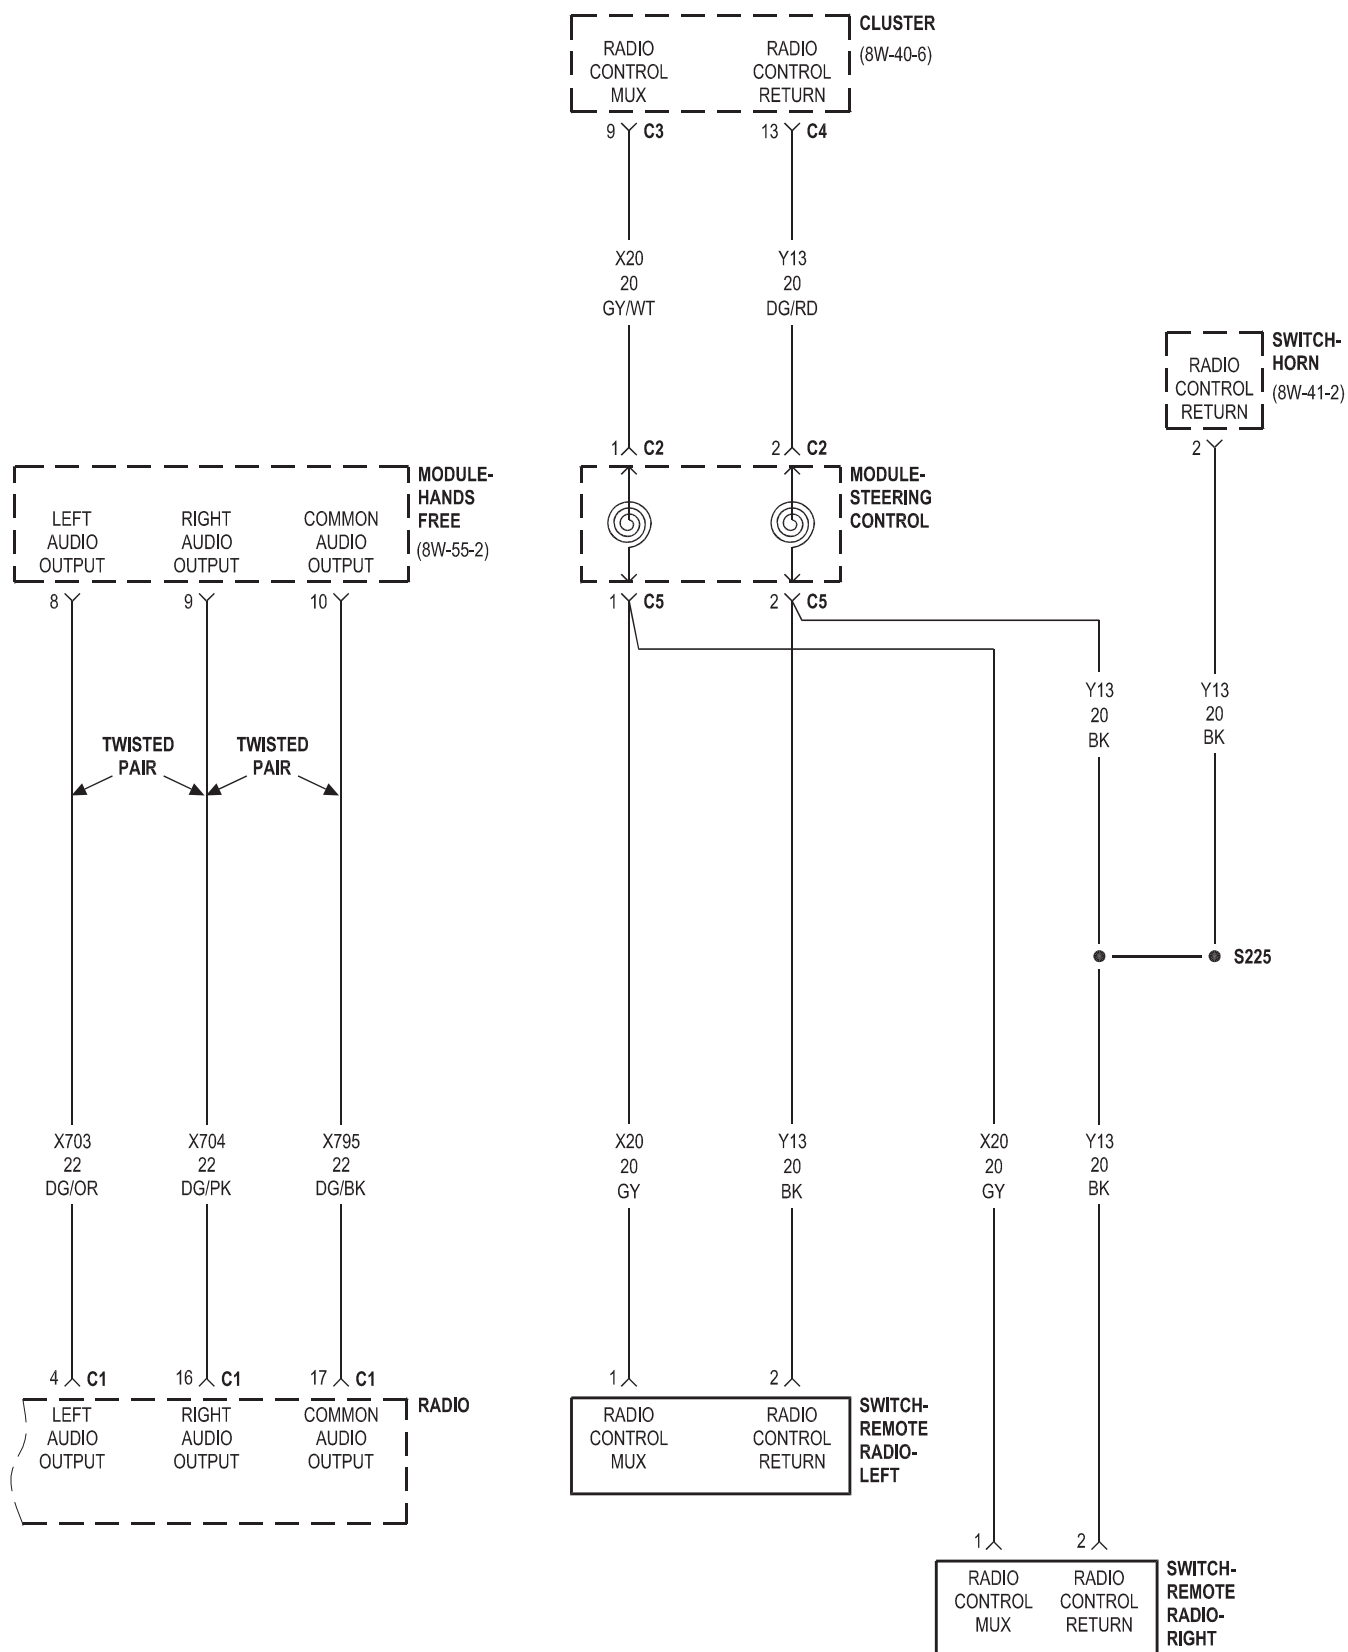 CLUSTER
(8W-40-6)
RADIO
CONTROL
MUX
RADIO
CONTROL
RETURN
9 C3
13 C4
X20
20
GY/WT
Y13
20
DG/RD
SWITCH-
HORN
(8W-41-2)
RADIO
CONTROL
RETURN
2
1 C2
2 C2
MODULE-
HANDS
FREE
(8W-55-2)
LEFT
AUDIO
OUTPUT
RIGHT
AUDIO
OUTPUT
COMMON
AUDIO
OUTPUT
MODULE-
STEERING
CONTROL
8
9
10
1 C5
2 C5
Y13
20
BK
Y13
20
BK
TWISTED
PAIR
TWISTED
PAIR
S225
X703
22
DG/OR
X704
22
DG/PK
X795
22
DG/BK
X20
20
GY
Y13
20
BK
X20
20
GY
Y13
20
BK
4 C1
16 C1
17 C1
1
2
LEFT
AUDIO
OUTPUT
RIGHT
AUDIO
OUTPUT
COMMON
AUDIO
OUTPUT
RADIO
RADIO
CONTROL
MUX
RADIO
CONTROL
RETURN
SWITCH-
REMOTE
RADIO-
LEFT
1
2
RADIO
CONTROL
MUX
RADIO
CONTROL
RETURN
SWITCH-
REMOTE
RADIO-
RIGHT